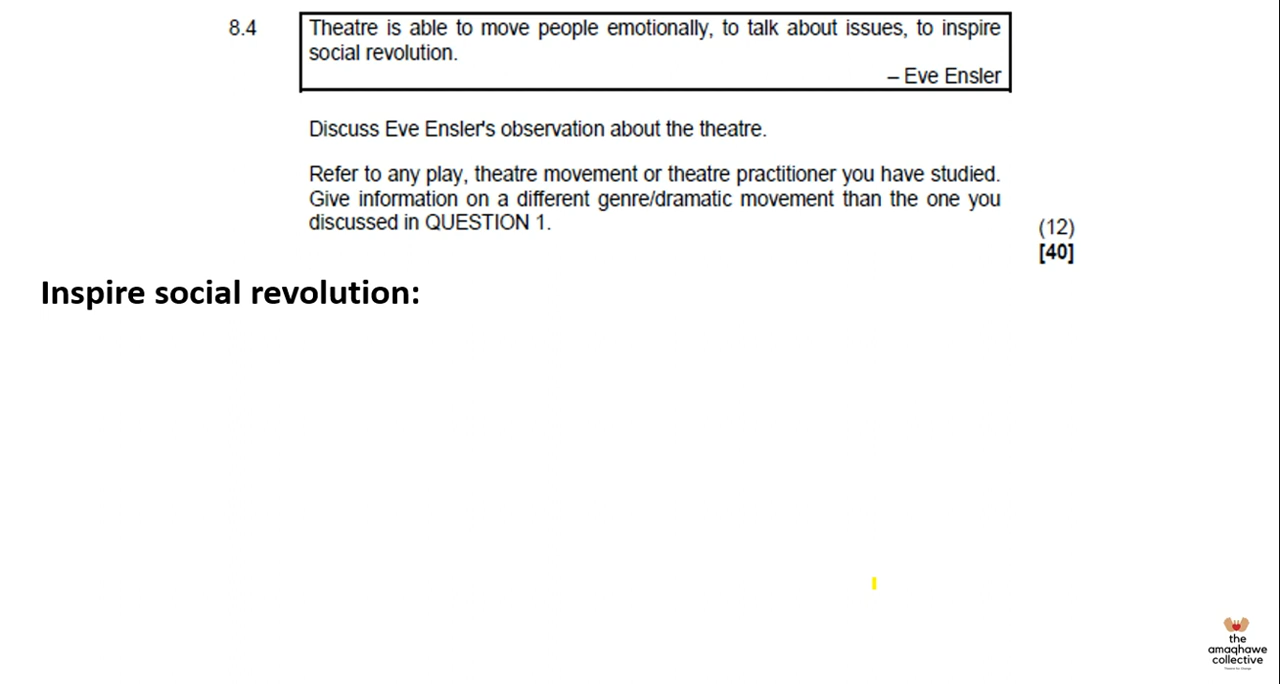 8.4
Theatre is able to move people emotionally, to talk about issues, to inspire
social revolution.
– Eve Ensler
Discuss Eve Ensler's observation about the theatre.
Refer to any play, theatre movement or theatre practitioner you have studied.
Give information on a different genre/dramatic movement than the one you
discussed in QUESTION 1.
(12)
[40]
Inspire social revolution:
the
amaqhawe
collective